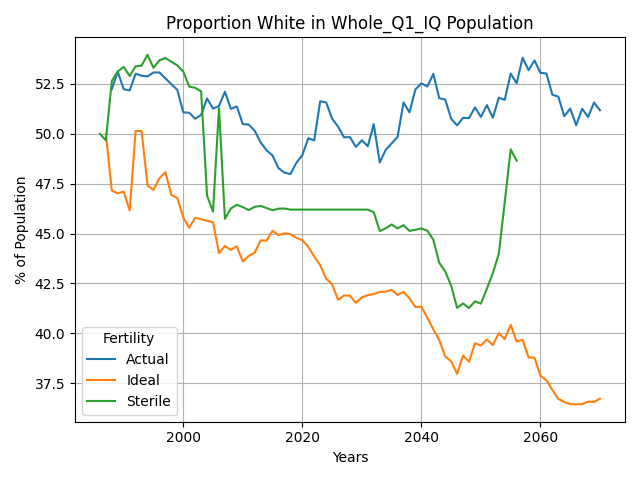 Proportion White in Whole_Q1_IQ Population
% of Population
52.5
50.0
47.5
45.0
42.5
40.0
37.5
Fertility
Actual
Ideal
Sterile
2000
2020
2040
2060
Years